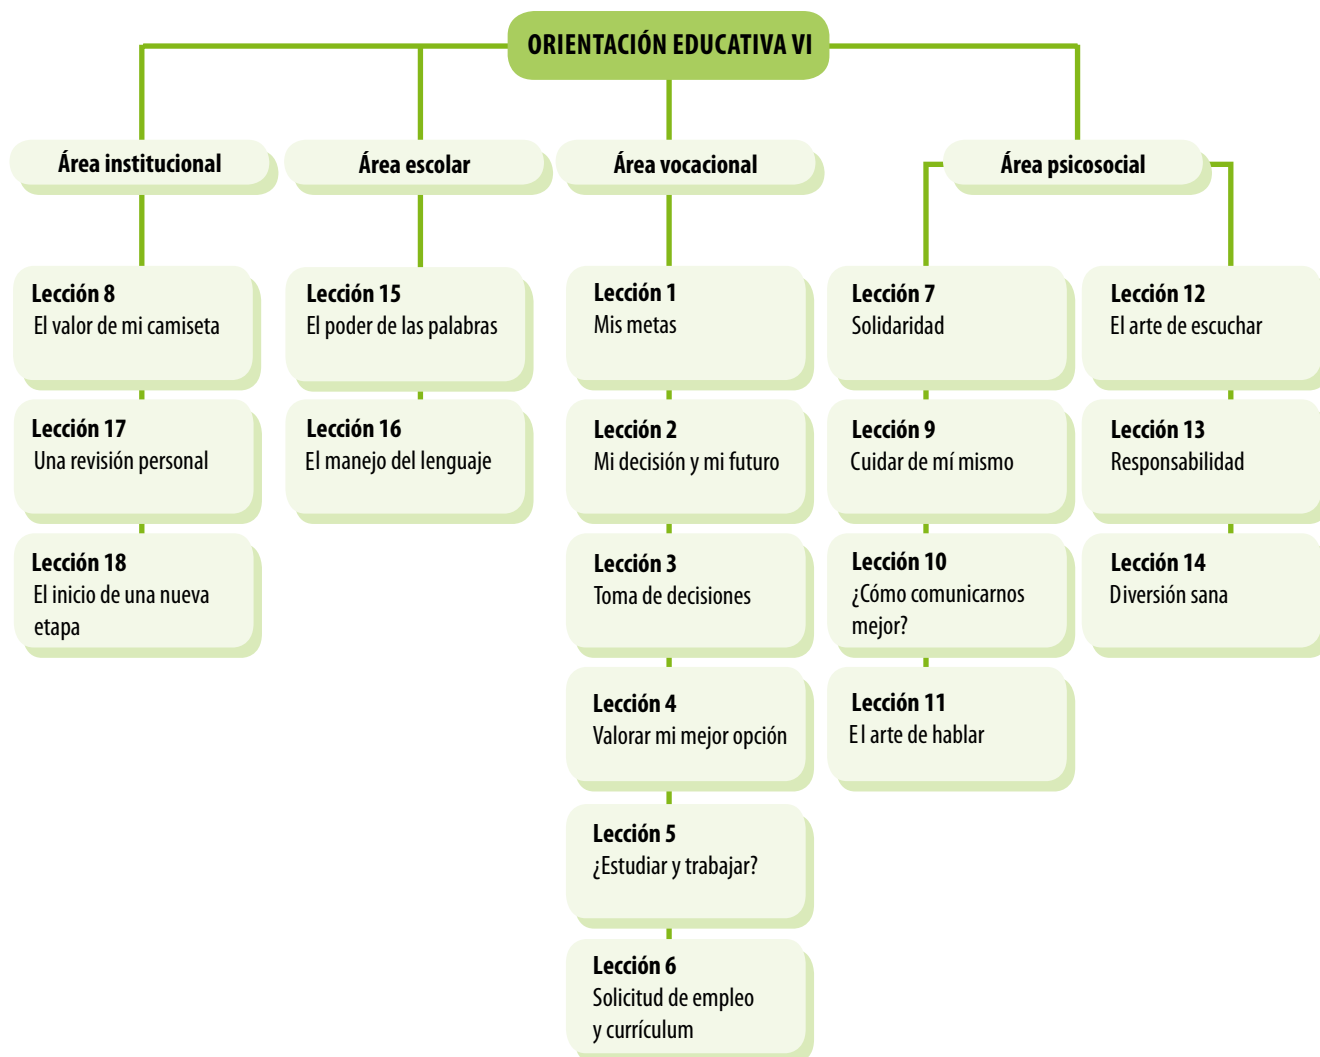 ORIENTACIÓN EDUCATIVA VI
Área institucional
Lección 8
El valor de mi camiseta
Lección 17
Una revisión personal
Lección 18
El inicio de una nueva
etapa
Área escolar
Lección 15
El poder de las palabras
Lección 16
El manejo del lenguaje
Área vocacional
Lección 1
Mis metas
Lección 2
Mi decisión y mi futuro
Lección 3
Toma de decisiones
Lección 4
Valorar mi mejor opción
Lección 5
¿Estudiar y trabajar?
Lección 6
Solicitud de empleo
y currículum
Área psicosocial
Lección 7
Solidaridad
Lección 9
Cuidar de mí mismo
Lección 10
¿Cómo comunicarnos
mejor?
Lección 11
El arte de hablar
Lección 12
El arte de escuchar
Lección 13
Responsabilidad
Lección 14
Diversión sana